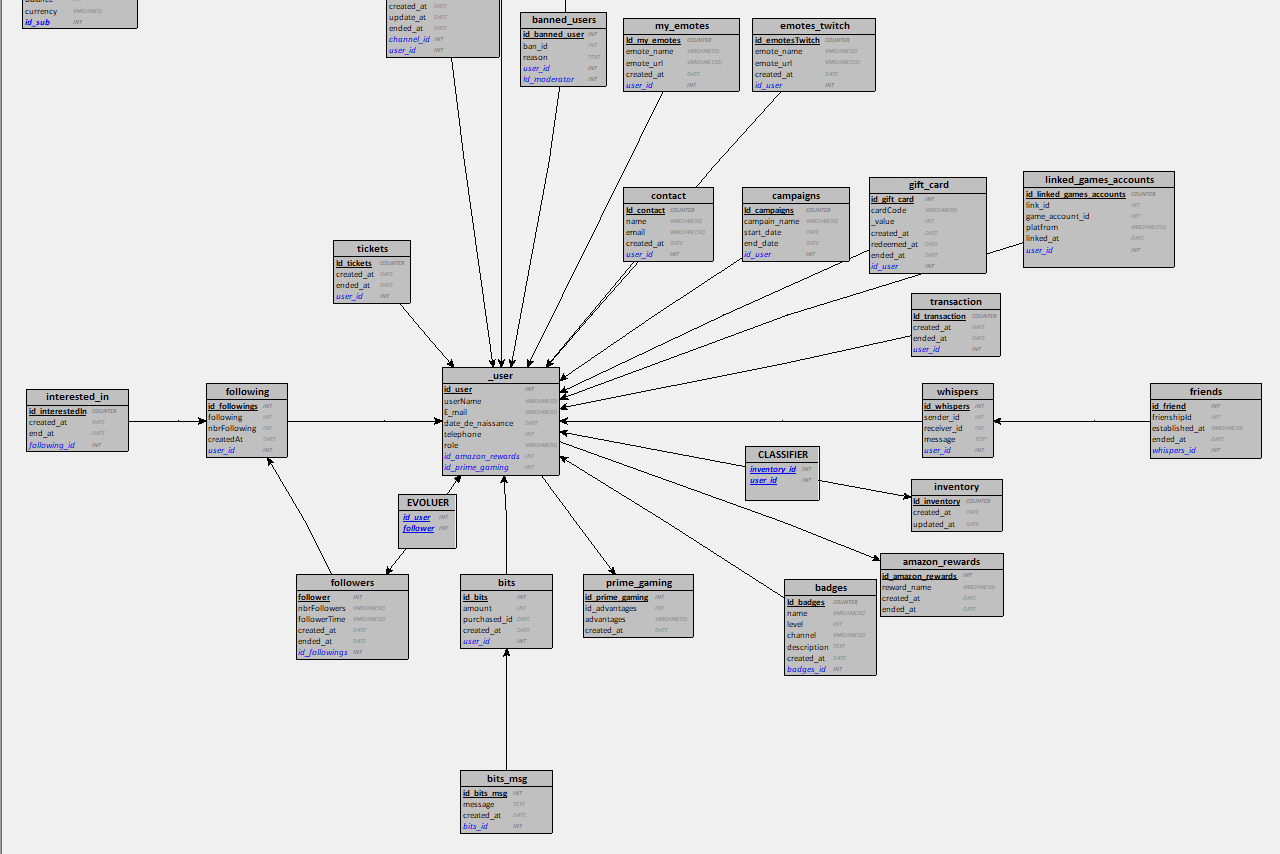 currency VARCHAR(5)
id_sub INT
created_at DATE
update_at DATE
ended_at DATE
channel_id INT
user_id INT
banned_users
id_banned_user INT
ban_id INT
reason TEXT
user_id INT
Id_moderator INT
my_emotes
Id_my_emotes COUNTER
emote_name VARCHAR(50)
emote_url VARCHAR(150)
created_at DATE
user_id INT
emotes_twitch
id_emotesTwitch COUNTER
emote_name VARCHAR(50)
emote_url VARCHAR(255)
created_at DATE
id_user INT
contact
Id_contact COUNTER
name VARCHAR(50)
email VARCHAR(150)
created_at DATE
user_id INT
campaigns
Id_campaigns COUNTER
campain_name VARCHAR(50)
start_date DATE
end_date DATE
id_user INT
gift_card
id_gift_card INT
cardCode VARCHAR(50)
_value INT
created_at DATE
redeemed_at DATE
ended_at DATE
id_user INT
linked_games_accounts
id_linked_games_accounts COUNTER
link_id INT
game_account_id INT
platfrom VARCHAR(255)
linked_at DATE
user_id INT
tickets
Id_tickets COUNTER
created_at DATE
ended_at DATE
user_id INT
transaction
Id_transaction COUNTER
created_at DATE
ended_at DATE
user_id INT
interested_in
id_interestedIn COUNTER
created_at DATE
end_at DATE
following_id INT
following
id_followings INT
following INT
nbrFollowing INT
createdAt DATE
user_id INT
_user
id_user INT
userName VARCHAR(50)
E_mail VARCHAR(50)
date_de_naissance DATE
telephone INT
role VARCHAR(50)
id_amazon_rewards INT
id_prime_gaming INT
whispers
id_whispers COUNTER
sender_id INT
receiver_id INT
message TEXT
user_id INT
friends
id_friend INT
frienshipId INT
established_at VARCHAR(50)
ended_at DATE
whispers_id INT
CLASSIFIER
inventory_id INT
user_id INT
inventory
Id_inventory COUNTER
created_at DATE
updated_at DATE
EVOLUER
id_user INT
follower INT
amazon_rewards
id_amazon_rewards INT
reward_name VARCHAR(50)
created_at DATE
ended_at DATE
followers
follower INT
nbrFollowers VARCHAR(50)
followerTime VARCHAR(50)
created_at DATE
ended_at DATE
id_followings INT
bits
id_bits INT
amount INT
purchased_id DATE
created_at DATE
user_id INT
prime_gaming
id_prime_gaming INT
id_advantages INT
advantages VARCHAR(50)
created_at DATE
badges
Id_badges COUNTER
name VARCHAR(50)
level INT
channel VARCHAR(50)
description TEXT
created_at DATE
badges_id INT
bits_msg
id_bits_msg INT
message TEXT
created_at DATE
bits_id INT